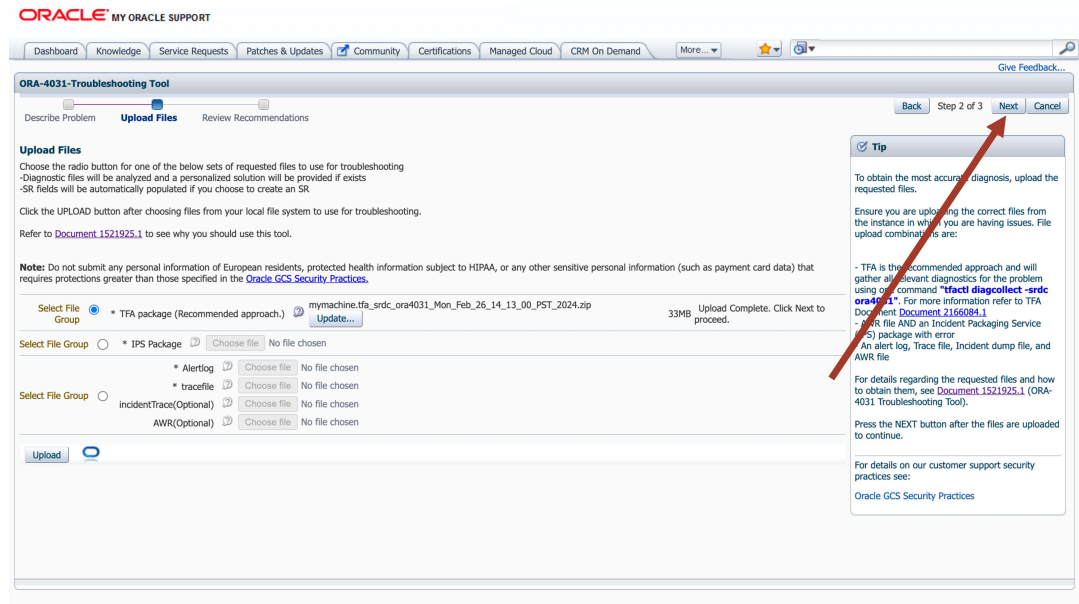 ORACLE MY ORACLE SUPPORT
Dashboard Knowledge Service Requests Patches & Updates Community Certifications Managed Cloud CRM On Demand More...
Give Feedback...
ORA-4031-Troubleshooting Tool
Describe Problem Upload Files Review Recommendations
Back Step 2 of 3 Next Cancel
Upload Files
Choose the radio button for one of the below sets of requested files to use for troubleshooting
-Diagnostic files will be analyzed and a personalized solution will be provided if exists
-SR fields will be automatically populated if you choose to create an SR
Click the UPLOAD button after choosing files from your local file system to use for troubleshooting.
Refer to Document 1521925.1 to see why you should use this tool.
Note: Do not submit any personal information of European residents, protected health information subject to HIPAA, or any other sensitive personal information (such as payment card data) that
requires protections greater than those specified in the Oracle GCS Security Practices.
Select File
Group
* TFA package (Recommended approach.)
mymachine.tfa_srdc_ora4031_Mon_Feb_26_14_13_00_PST_2024.zip
Update...
33MB
Upload Complete. Click Next to
proceed.
Select File Group * IPS Package Choose file No file chosen
* Alertlog Choose file No file chosen
* tracefile Choose file No file chosen
Select File Group
incidentTrace(Optional) Choose file No file chosen
AWR(Optional) Choose file No file chosen
Upload
Tip
To obtain the most accurate diagnosis, upload the
requested files.
Ensure you are uploading the correct files from
the instance in which you are having issues. File
upload combinations are:
- TFA is the recommended approach and will
gather all relevant diagnostics for the problem
using one command "tfactl diagcollect -srdc
ora4031". For more information refer to TFA
Document Document 2166084.1
- AWR file AND an Incident Packaging Service
(IPS) package with error
- An alert log, Trace file, Incident dump file, and
AWR file
For details regarding the requested files and how
to obtain them, see Document 1521925.1 (ORA-
4031 Troubleshooting Tool).
Press the NEXT button after the files are uploaded
to continue.
For details on our customer support security
practices see:
Oracle GCS Security Practices